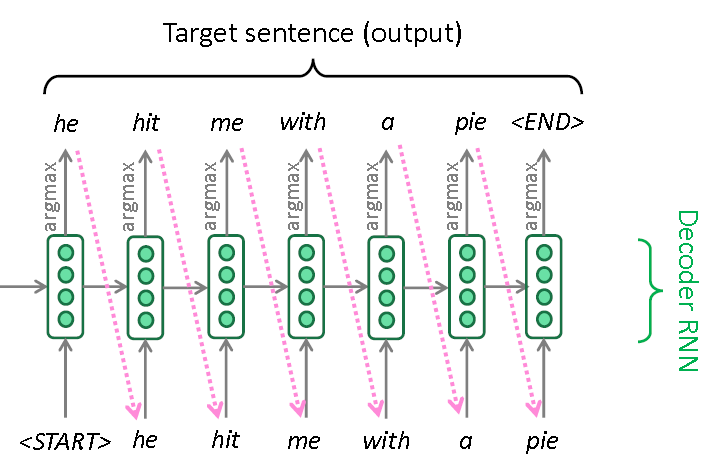 Target sentence (output)
he hit me with a pie <END>
argmax argmax argmax argmax argmax argmax argmax
Decoder RNN
<START> he hit me with a pie